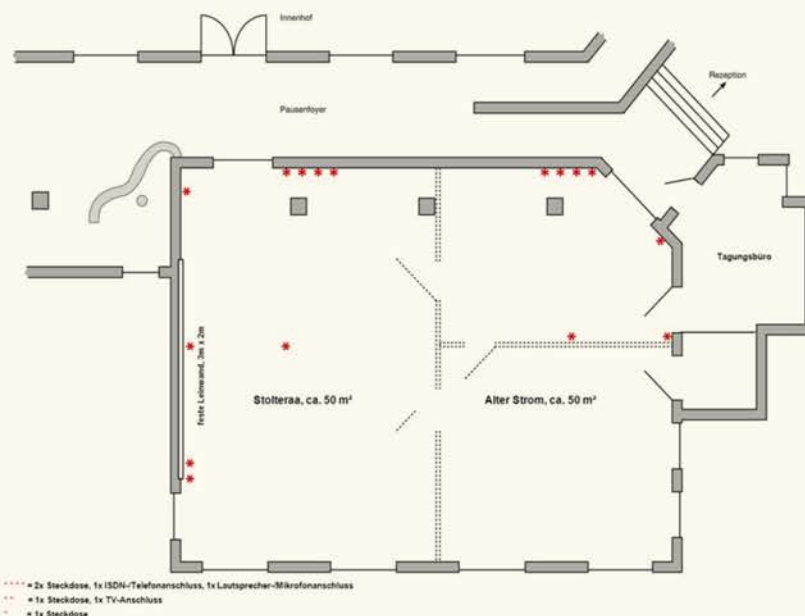 Innenhof
Rezeption
Pausenfoyer
Tagungsbüro
feste Leinwand, 3m x 2m
Stolteraa, ca. 50 m²
Alter Strom, ca. 50 m²
**** = 2x Steckdose, 1x ISDN-/Telefonanschluss, 1x Lautsprecher-/Mikrofonanschluss
** = 1x Steckdose, 1x TV-Anschluss
* = 1x Steckdose